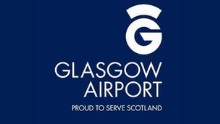 G
GLASGOW
AIRPORT
PROUD TO SERVE SCOTLAND